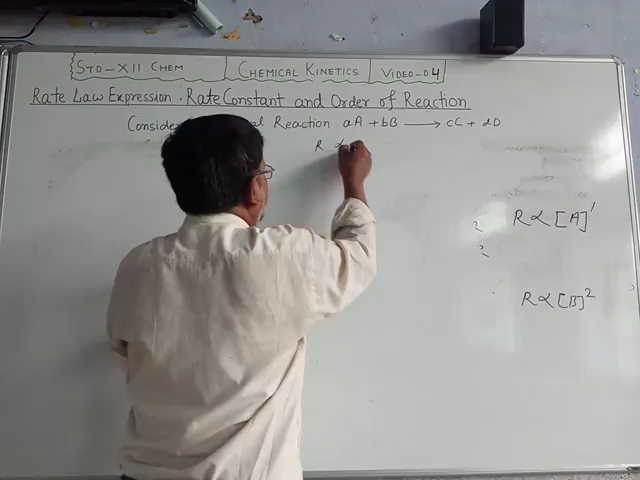 STD-XII CHEM CHEMICAL KINETICS VIDEO-04
Rate Law Expression. Rate Constant and Order of Reaction
Reaction aA + bB ⟶ cC + dD
R ∝
R ∝ [A]¹
R ∝ [B]²